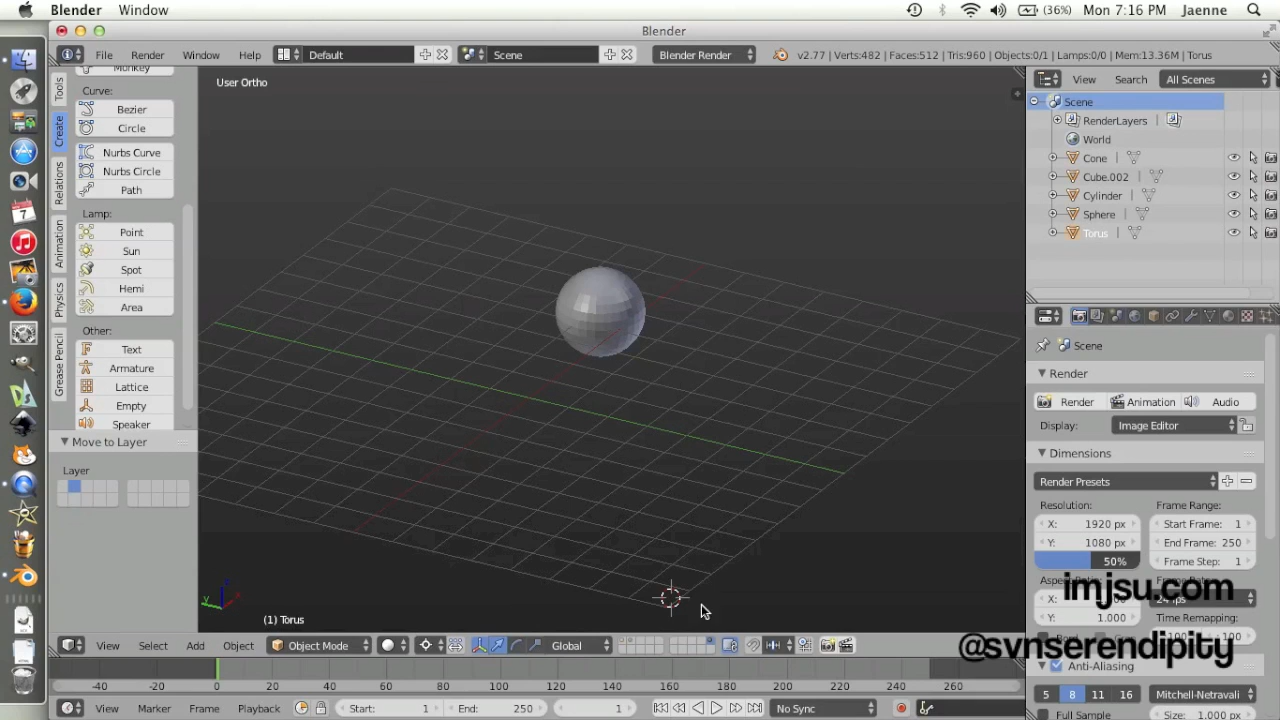 Blender Window (36%) Mon 7:16 PM Jaenne
Blender
File Render Window Help Default Scene Blender Render v2.77 | Verts:482 | Faces:512 | Tris:960 | Objects:0/1 | Lamps:0/0 | Mem:13.36M | Torus
Monkey
Curve:
Bezier
Circle
Nurbs Curve
Nurbs Circle
Path
Lamp:
Point
Sun
Spot
Hemi
Area
Other:
Text
Armature
Lattice
Empty
Speaker
Tools
Create
Relations
Animation
Physics
Grease Pencil
Move to Layer
Layer
7
User Ortho
(1) Torus
View Search All Scenes
Scene
RenderLayers
World
Cone
Cube.002
Cylinder
Sphere
Torus
Scene
Render
Render Animation Audio
Display: Image Editor
Dimensions
Render Presets
Resolution: Frame Range:
X: 1920 px Start Frame: 1
Y: 1080 px End Frame: 250
50% Frame Step: 1
Aspect Ratio: Frame Rate:
X: 24 fps
Y: 1.000 Time Remapping:
imjsu.com
@svnserendipity
Anti-Aliasing
5 8 11 16 Mitchell-Netravali
Full Sample Size: 1.000 px
View Select Add Object Object Mode Global
-40 -20 0 20 40 60 80 100 120 140 160 180 200 220 240 260
View Marker Frame Playback Start: 1 End: 250 1 No Sync